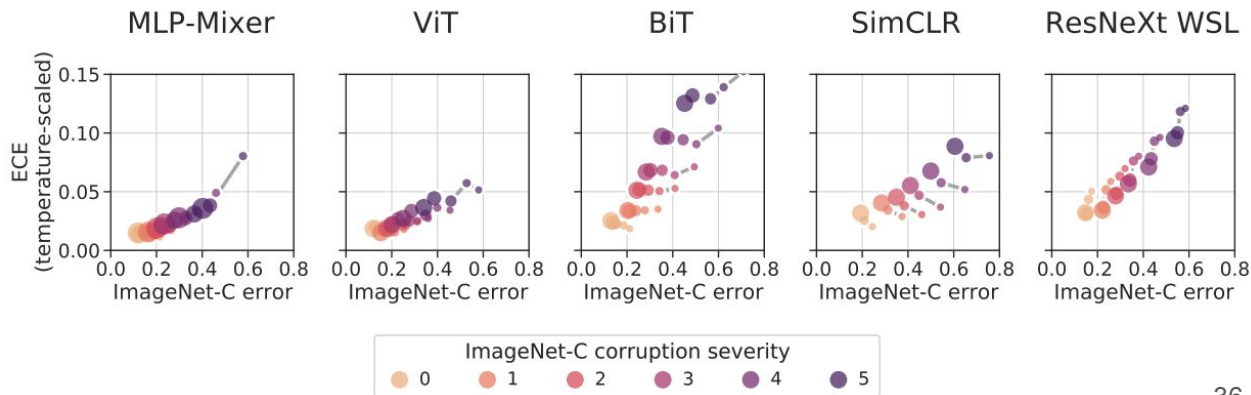 MLP-Mixer ViT BiT SimCLR ResNeXt WSL
ECE
(temperature-scaled)
0.15
0.10
0.05
0.00
0.0 0.2 0.4 0.6 0.8 0.0 0.2 0.4 0.6 0.8 0.0 0.2 0.4 0.6 0.8 0.0 0.2 0.4 0.6 0.8 0.0 0.2 0.4 0.6 0.8
ImageNet-C error ImageNet-C error ImageNet-C error ImageNet-C error ImageNet-C error
ImageNet-C corruption severity
0 1 2 3 4 5